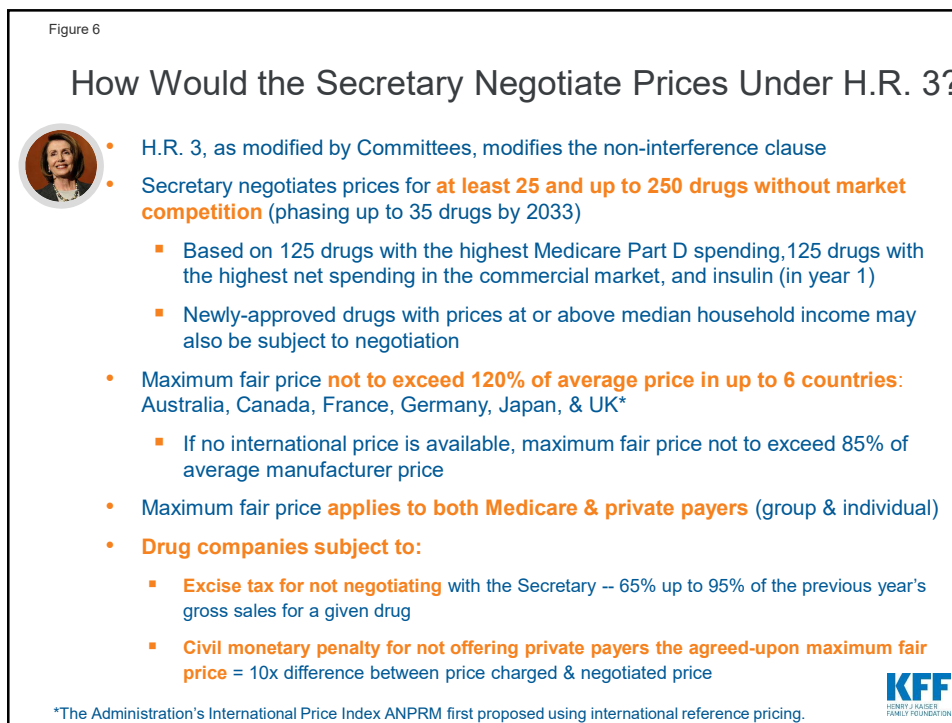 Figure 6
How Would the Secretary Negotiate Prices Under H.R. 3?
• H.R. 3, as modified by Committees, modifies the non-interference clause
• Secretary negotiates prices for at least 25 and up to 250 drugs without market
competition (phasing up to 35 drugs by 2033)
▪ Based on 125 drugs with the highest Medicare Part D spending,125 drugs with
the highest net spending in the commercial market, and insulin (in year 1)
▪ Newly-approved drugs with prices at or above median household income may
also be subject to negotiation
• Maximum fair price not to exceed 120% of average price in up to 6 countries:
Australia, Canada, France, Germany, Japan, & UK*
▪ If no international price is available, maximum fair price not to exceed 85% of
average manufacturer price
• Maximum fair price applies to both Medicare & private payers (group & individual)
• Drug companies subject to:
▪ Excise tax for not negotiating with the Secretary -- 65% up to 95% of the previous year's
gross sales for a given drug
▪ Civil monetary penalty for not offering private payers the agreed-upon maximum fair
price = 10x difference between price charged & negotiated price
*The Administration's International Price Index ANPRM first proposed using international reference pricing.
KFF
HENRY J KAISER
FAMILY FOUNDATION